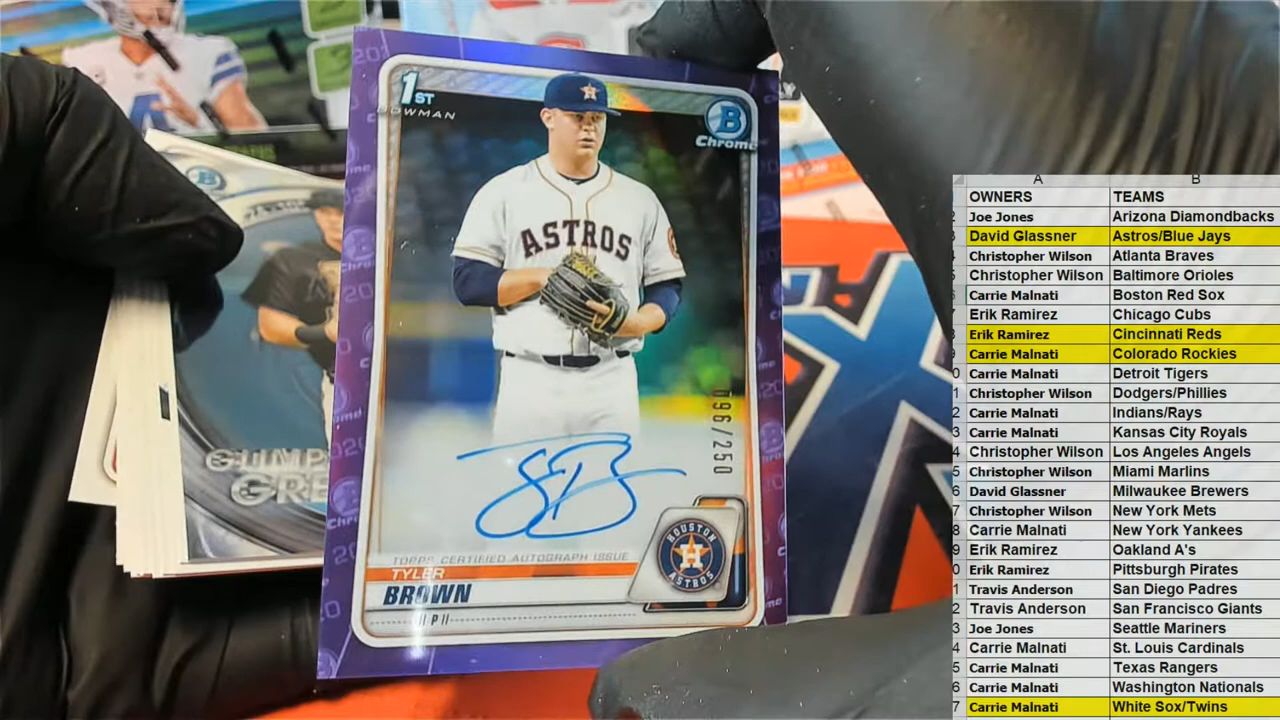 1ST
BOWMAN
B
Chrome
ASTROS
096/250
TOPPS CERTIFIED AUTOGRAPH ISSUE
TYLER
BROWN
P
HOUSTON
H
ASTROS
A B
OWNERS TEAMS
Joe Jones Arizona Diamondbacks
David Glassner Astros/Blue Jays
Christopher Wilson Atlanta Braves
Christopher Wilson Baltimore Orioles
Carrie Malnati Boston Red Sox
Erik Ramirez Chicago Cubs
Erik Ramirez Cincinnati Reds
Carrie Malnati Colorado Rockies
Carrie Malnati Detroit Tigers
Christopher Wilson Dodgers/Phillies
Carrie Malnati Indians/Rays
Carrie Malnati Kansas City Royals
Christopher Wilson Los Angeles Angels
Christopher Wilson Miami Marlins
David Glassner Milwaukee Brewers
Christopher Wilson New York Mets
Carrie Malnati New York Yankees
Erik Ramirez Oakland A's
Erik Ramirez Pittsburgh Pirates
Travis Anderson San Diego Padres
Travis Anderson San Francisco Giants
Joe Jones Seattle Mariners
Carrie Malnati St. Louis Cardinals
Carrie Malnati Texas Rangers
Carrie Malnati Washington Nationals
Carrie Malnati White Sox/Twins